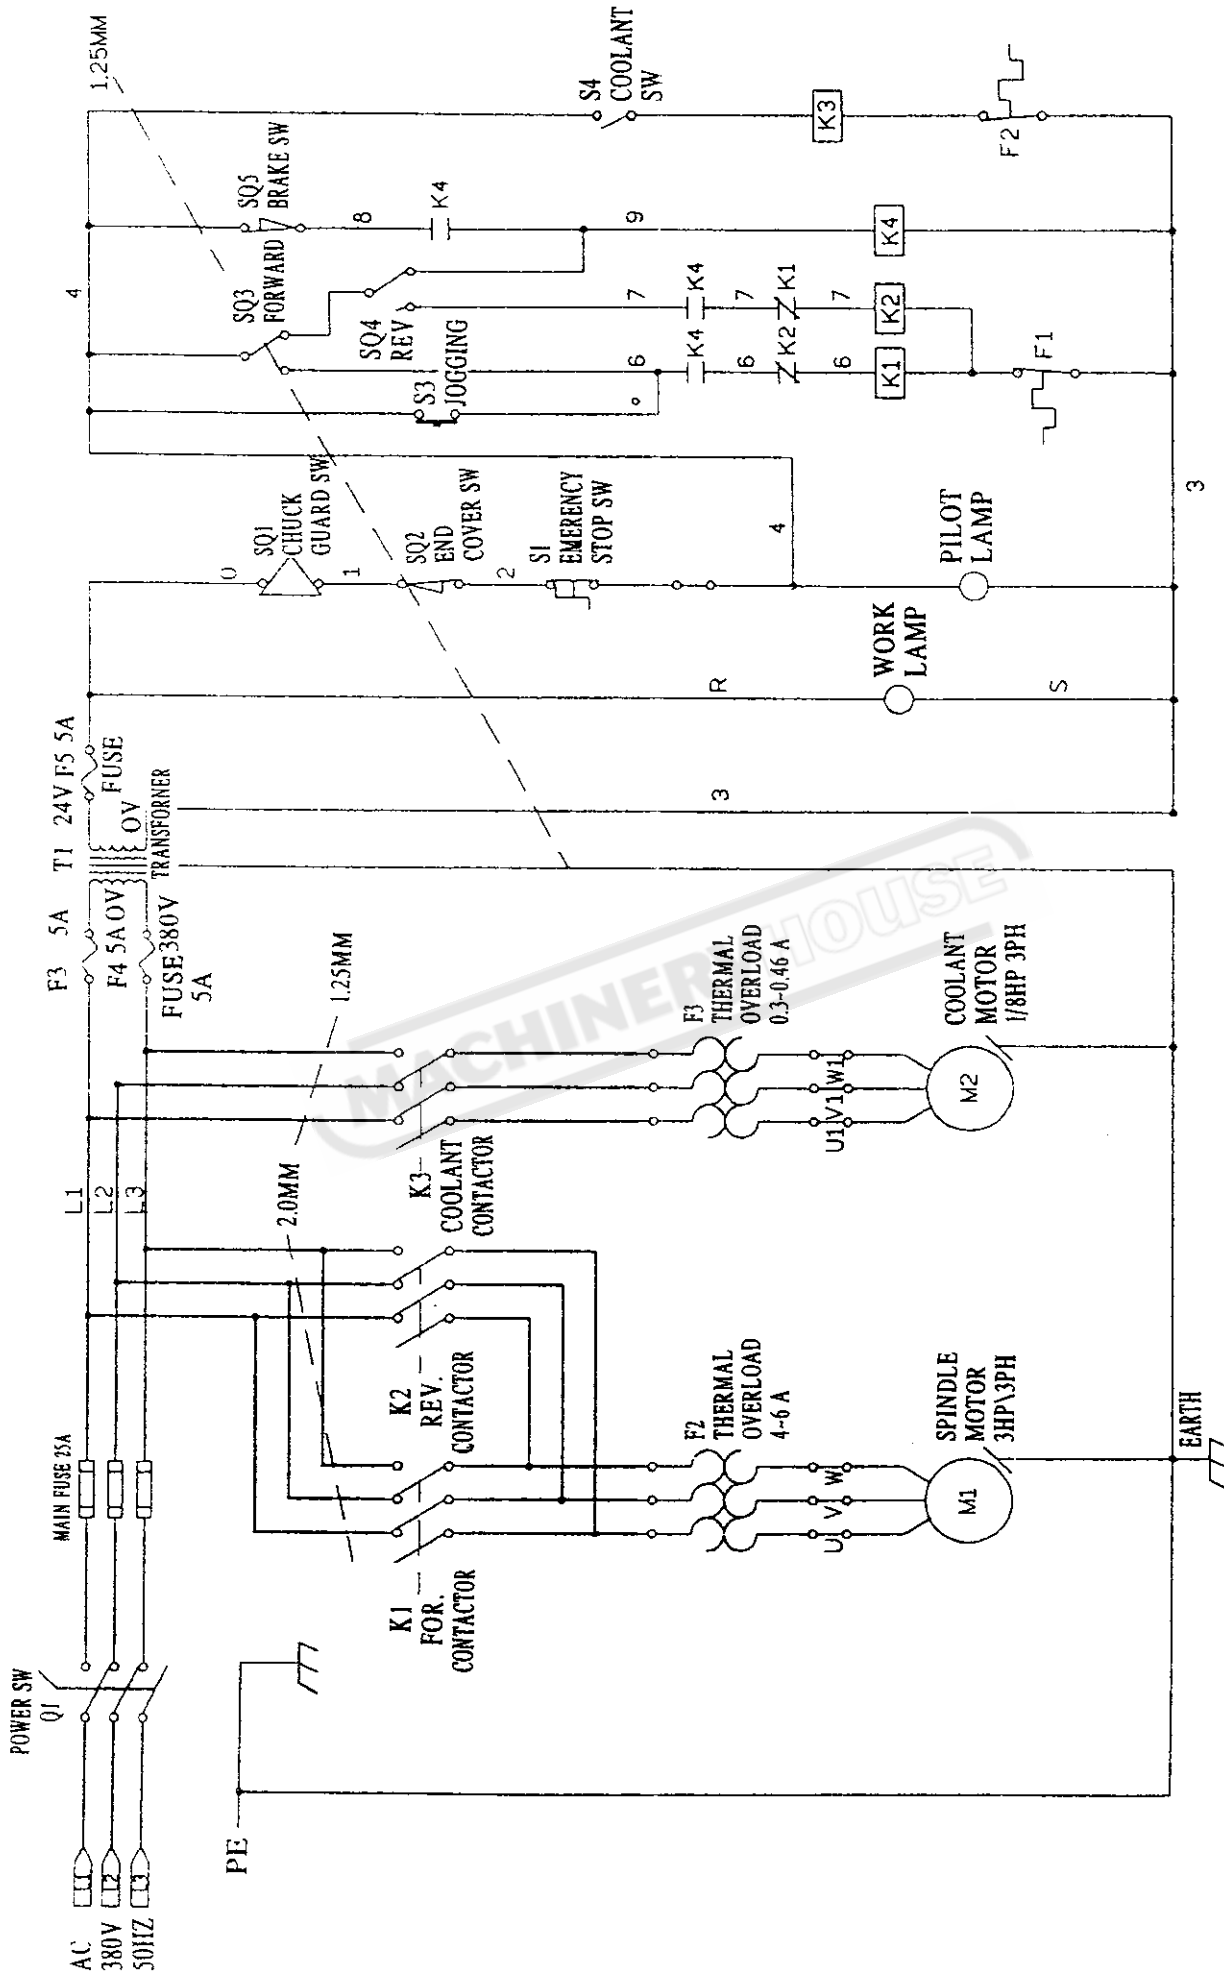 AC
380V
50HZ
L1
L2
L3
POWER SW
Q1
MAIN FUSE 25A
L1
L2
L3
PE
K1
FOR.
CONTACTOR
K2
REV.
CONTACTOR
2.0MM
K3
COOLANT
CONTACTOR
1.25MM
F2
THERMAL
OVERLOAD
4~6 A
U
V
W
M1
SPINDLE
MOTOR
3HP\3PH
EARTH
F3
THERMAL
OVERLOAD
0.3~0.46 A
U1
V1
W1
M2
COOLANT
MOTOR
1/8HP 3PH
F3 5A
F4 5A 0V
FUSE 380V
5A
T1
24V
0V
TRANSFORNER
F5 5A
FUSE
3
R
WORK
LAMP
S
0
SQ1
CHUCK
GUARD SW
1
SQ2
END
COVER SW
2
S1
EMERENCY
STOP SW
4
PILOT
LAMP
3
4
S3
JOGGING
SQ3
FORWARD
SQ4
REV
6
K4
6
K2
6
K1
F1
7
K4
7
K1
7
K2
SQ5
BRAKE SW
8
K4
9
K4
S4
COOLANT
SW
K3
F2
1.25MM
MACHINERYHOUSE